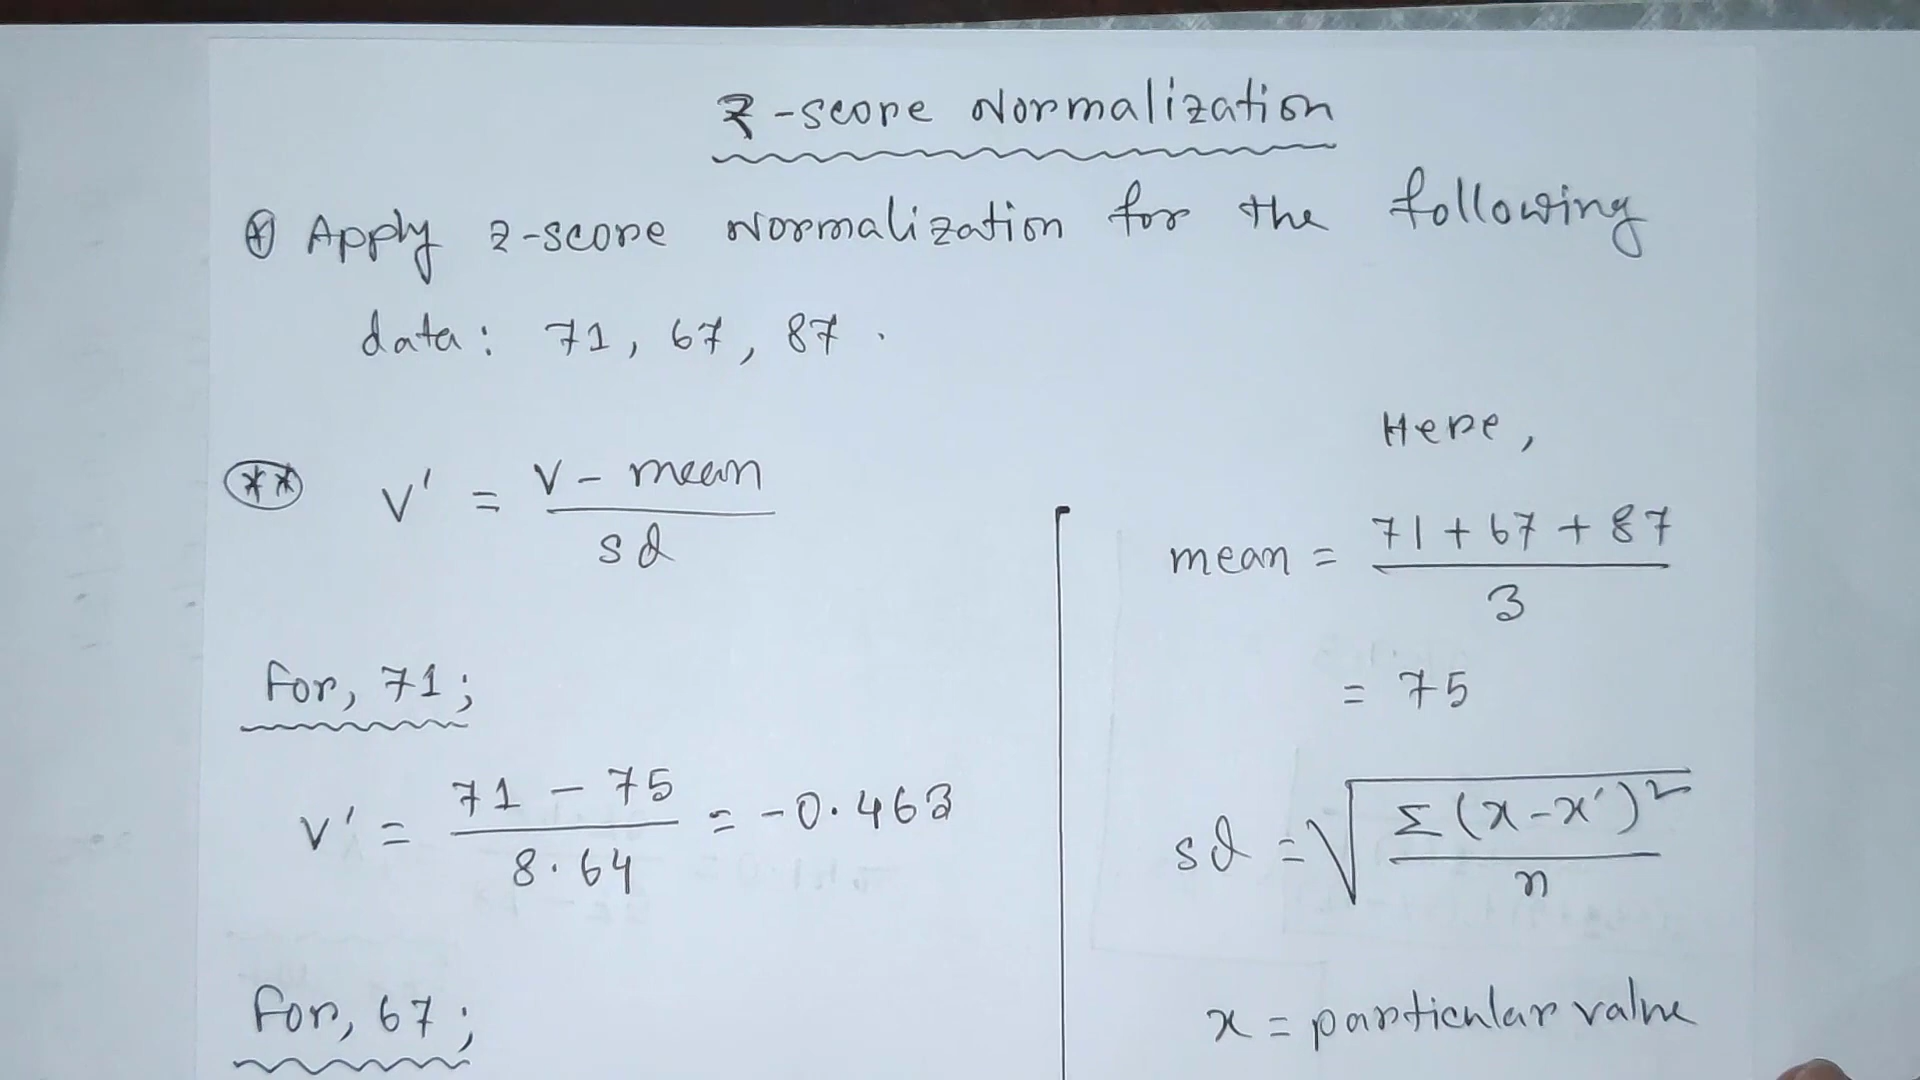 Z-score Normalization
* Apply z-score Normalization for the following
data: 71, 67, 87.
** v' = v - mean / sd
For, 71;
v' = 71 - 75 / 8.64 = -0.463
For, 67;
Here,
mean = 71 + 67 + 87 / 3
= 75
sd = √ Σ(x-x')² / n
x = particular value